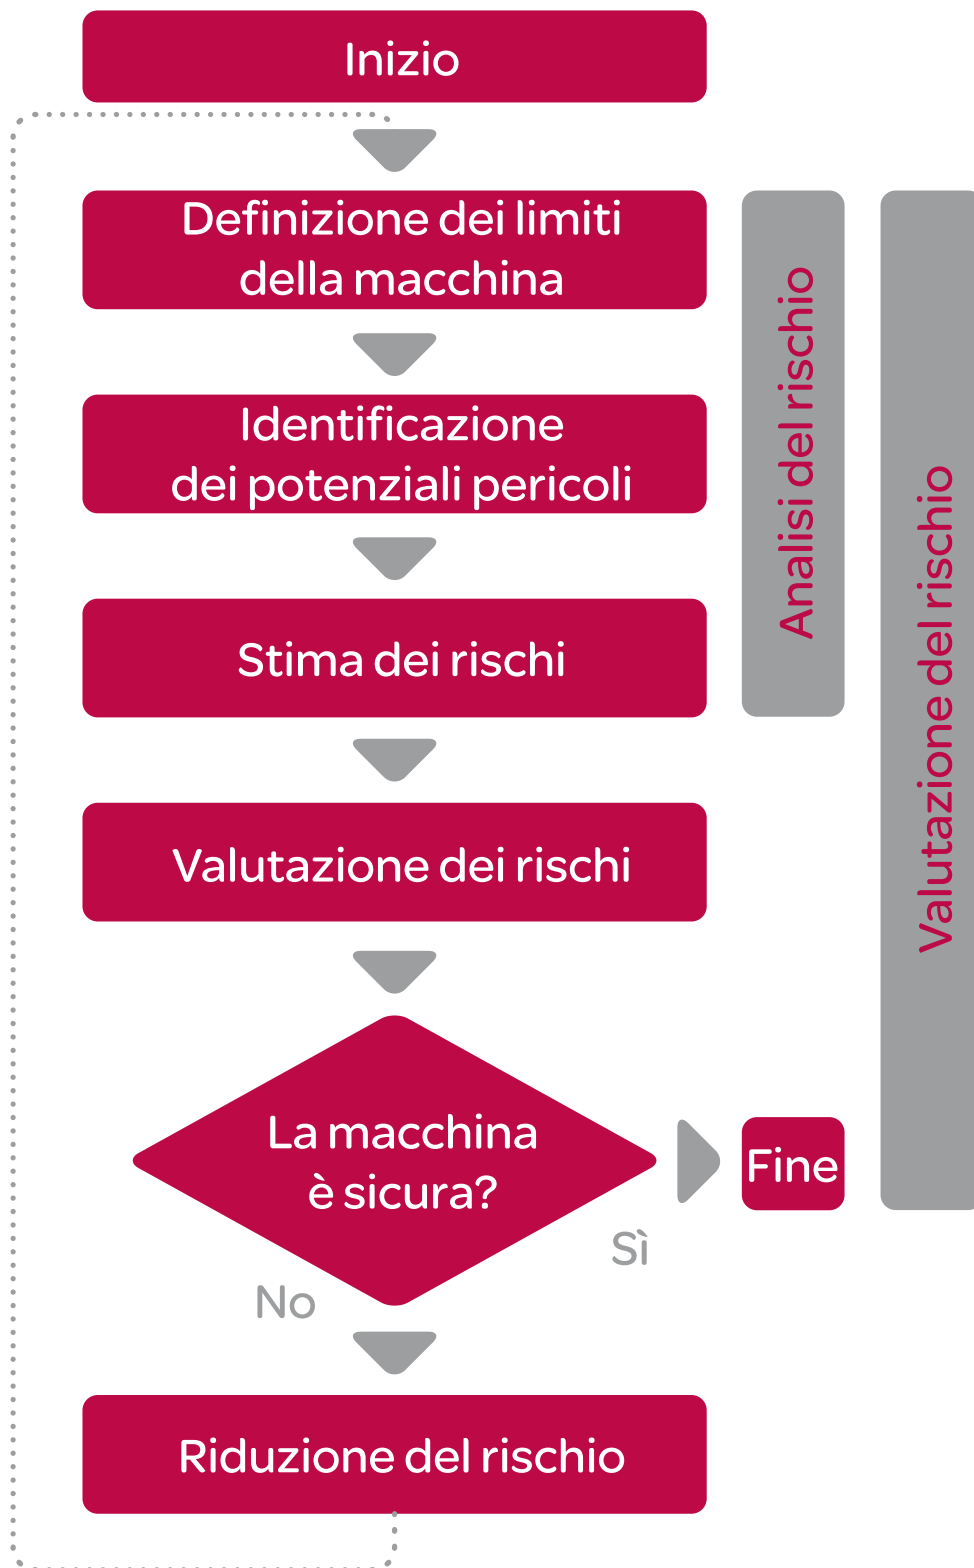 Inizio
Definizione dei limiti
della macchina
Identificazione
dei potenziali pericoli
Stima dei rischi
Analisi del rischio
Valutazione dei rischi
Valutazione del rischio
La macchina
è sicura?
Fine
Sì
No
Riduzione del rischio